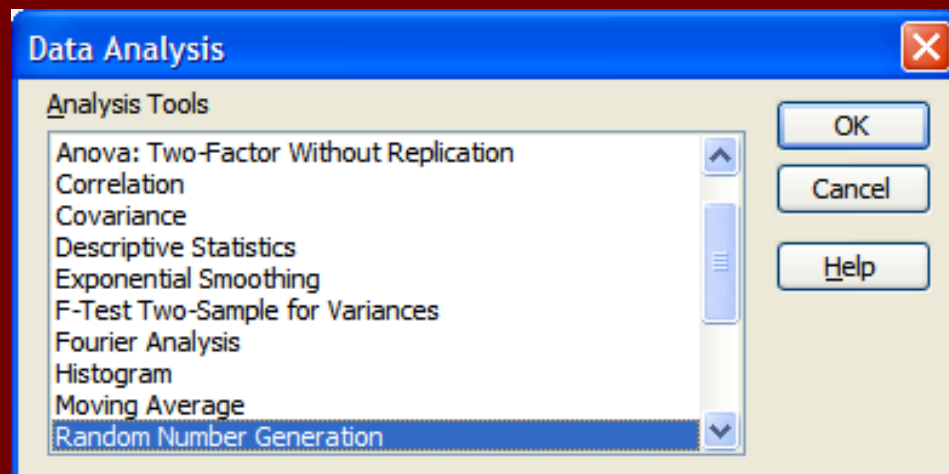 Data Analysis
Analysis Tools
Anova: Two-Factor Without Replication
Correlation
Covariance
Descriptive Statistics
Exponential Smoothing
F-Test Two-Sample for Variances
Fourier Analysis
Histogram
Moving Average
Random Number Generation
OK
Cancel
Help